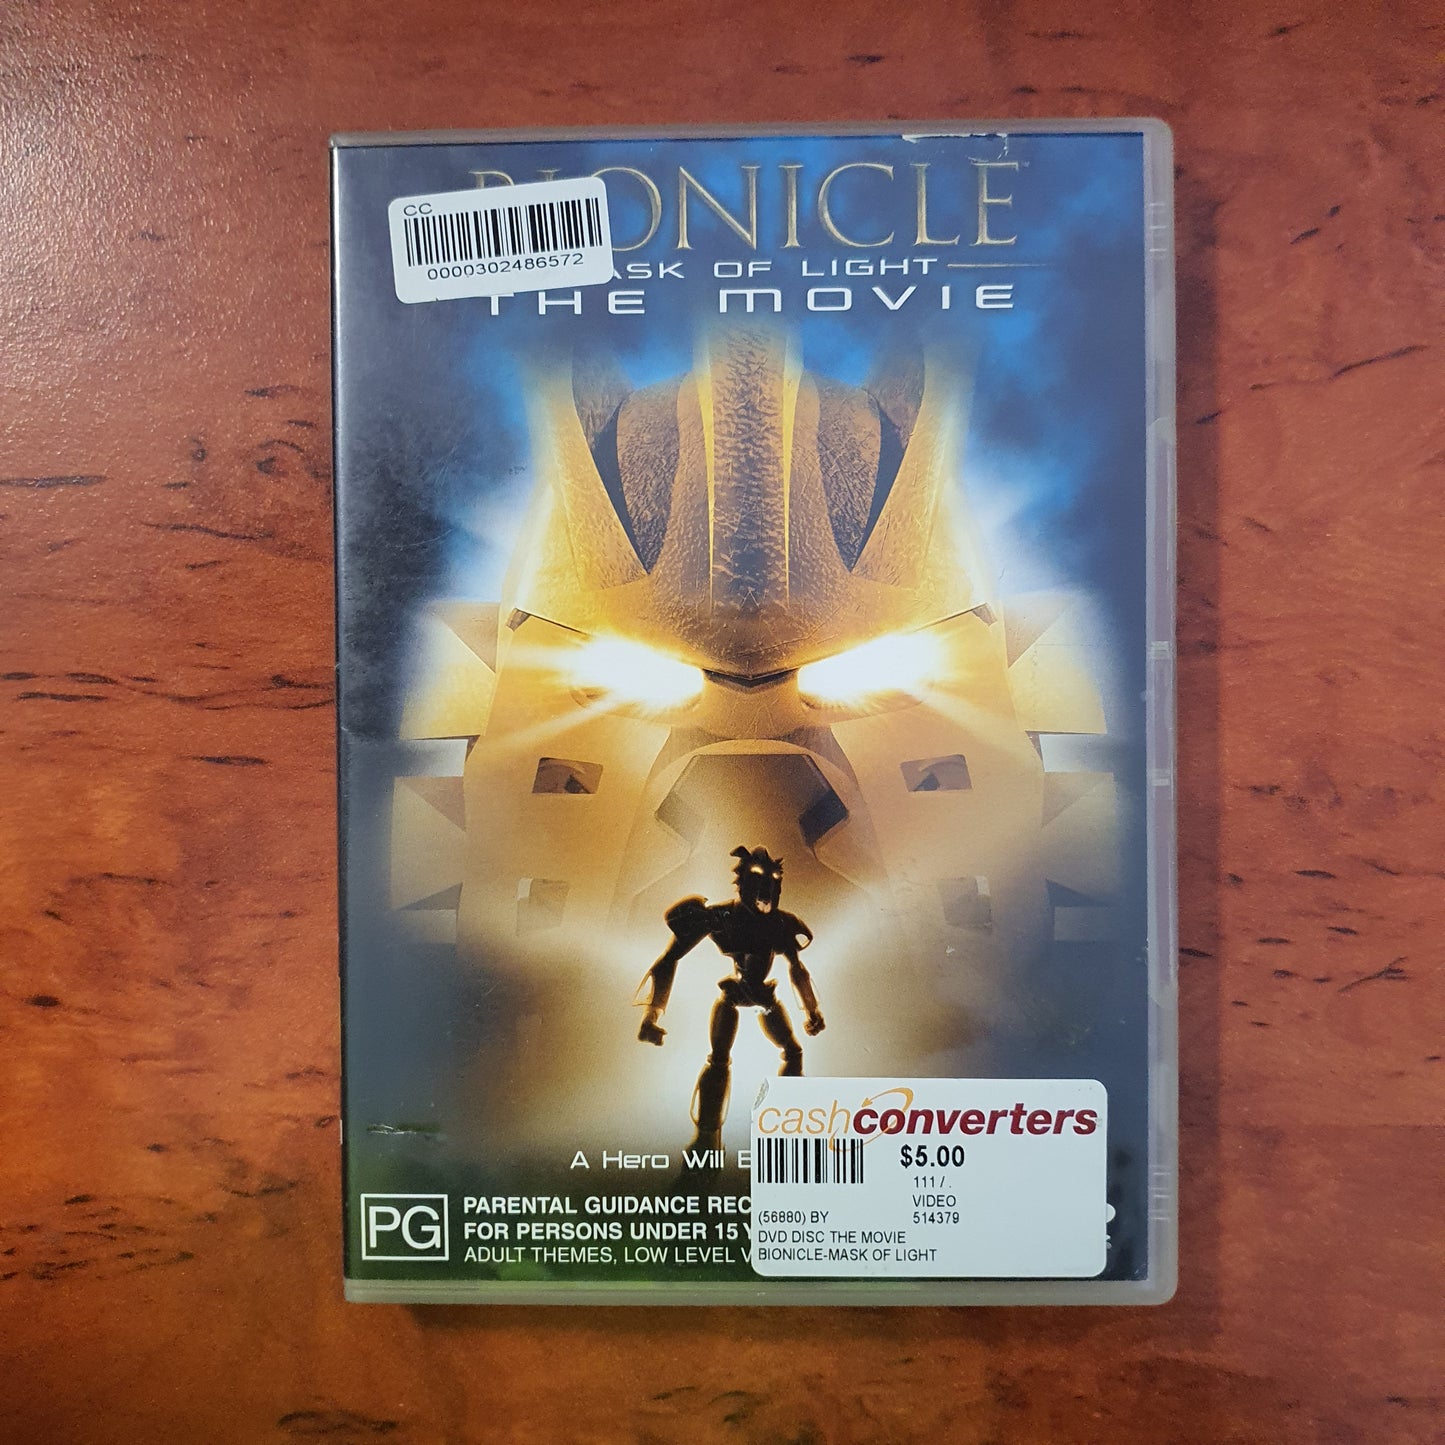 BIONICLE
CC
0000302486572
MASK OF LIGHT
THE MOVIE
A Hero Will
cashconverters
$5.00
111 / .
VIDEO
(56880) BY 514379
DVD DISC THE MOVIE
BIONICLE-MASK OF LIGHT
PG
PARENTAL GUIDANCE REC
FOR PERSONS UNDER 15 Y
ADULT THEMES, LOW LEVEL V